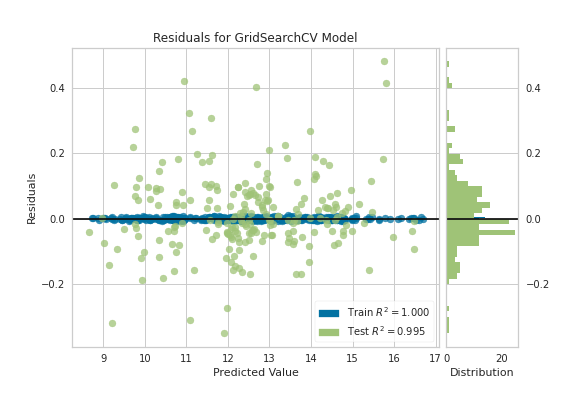 Residuals for GridSearchCV Model
Residuals
0.4
0.2
0.0
−0.2
0.4
0.2
0.0
−0.2
Train R² = 1.000
Test R² = 0.995
9 10 11 12 13 14 15 16 17
0 20
Predicted Value
Distribution